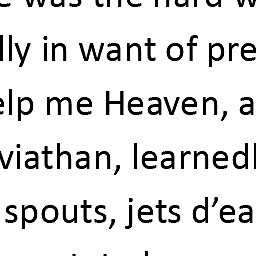 was the hard w
lly in want of pre
elp me Heaven, a
viathan, learnedl
spouts, jets d’ea